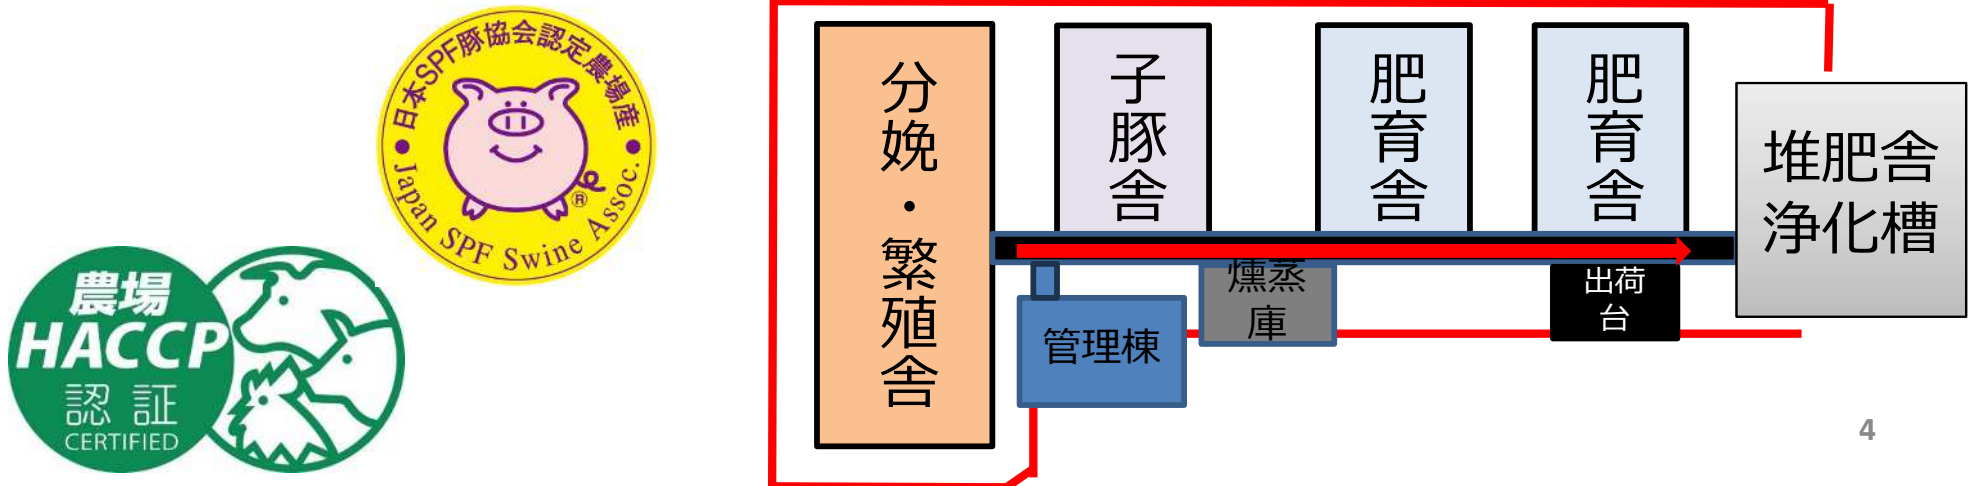 日本SPF豚協会認定農場産
Japan SPF Swine Assoc.
®
農場
HACCP
認証
CERTIFIED
分娩・繁殖舎
子豚舎
肥育舎
肥育舎
堆肥舎
浄化槽
燻蒸
庫
出荷
台
管理棟
4